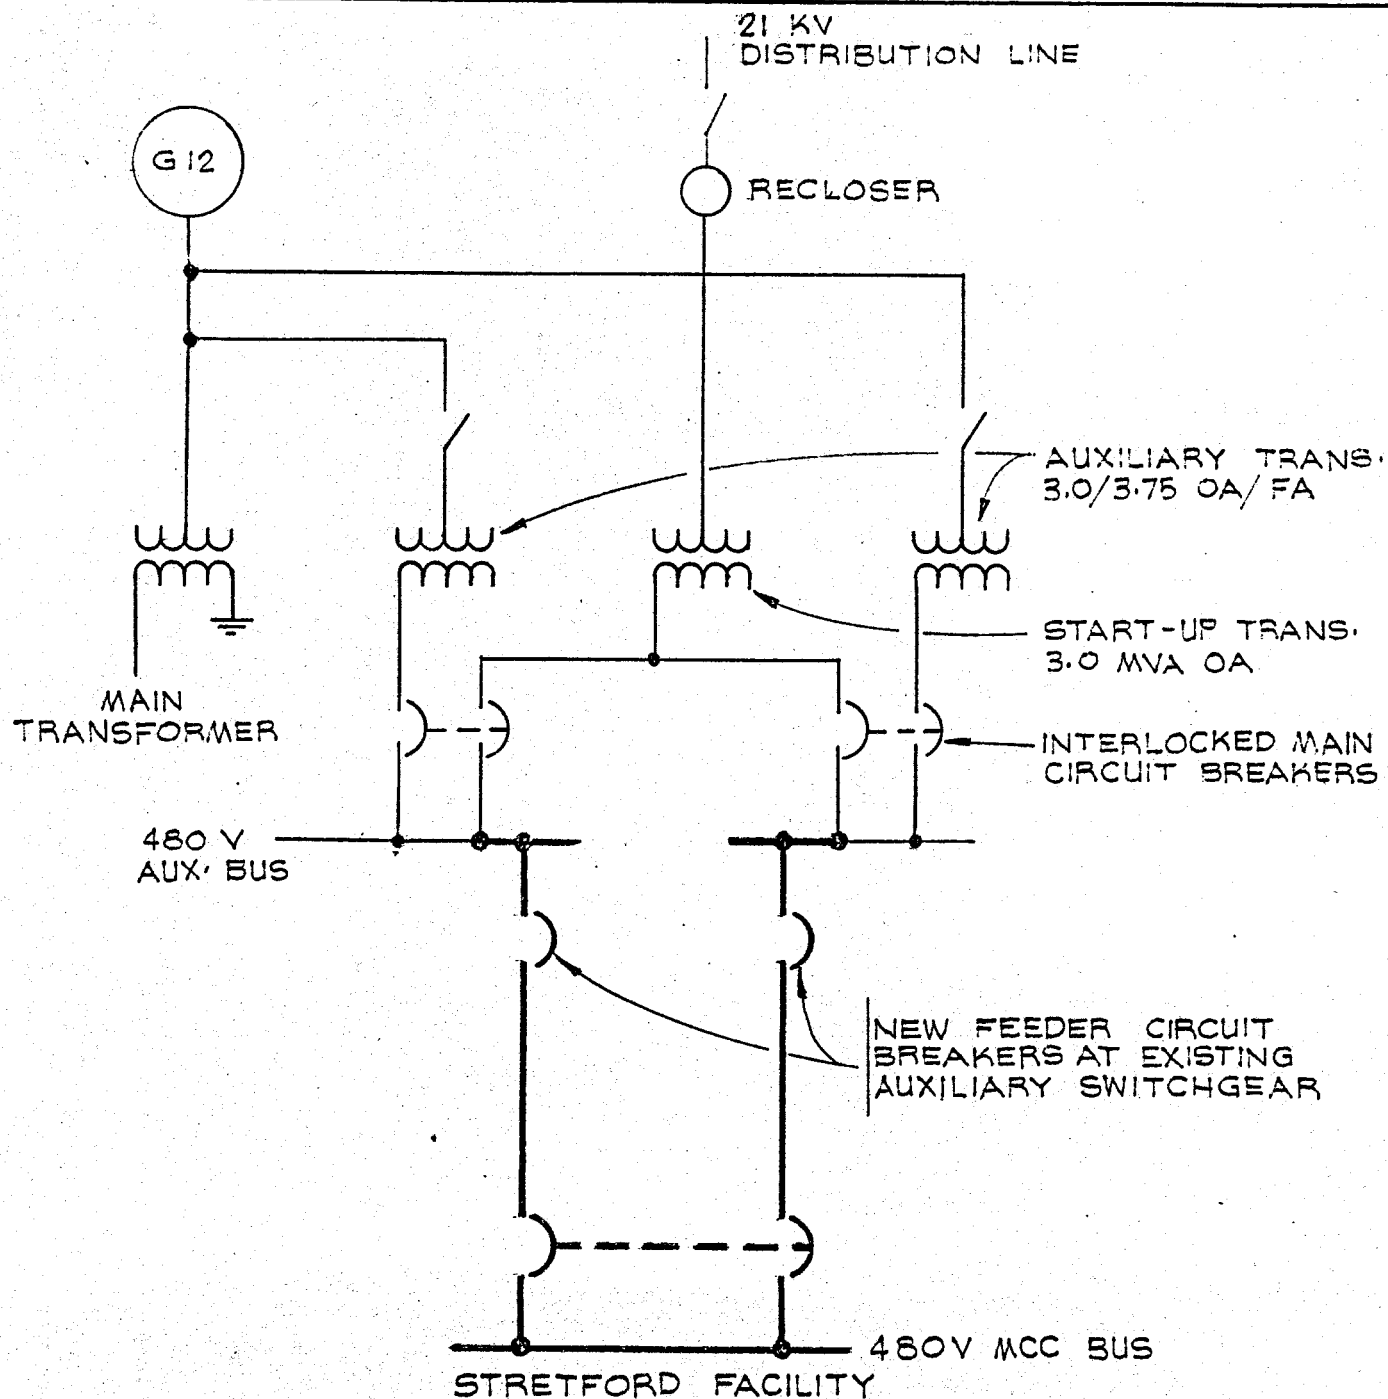 21 KV
DISTRIBUTION LINE
G12
RECLOSER
AUXILIARY TRANS.
3.0/3.75 OA/FA
START-UP TRANS.
3.0 MVA OA
MAIN
TRANSFORMER
INTERLOCKED MAIN
CIRCUIT BREAKERS
480 V
AUX. BUS
NEW FEEDER CIRCUIT
BREAKERS AT EXISTING
AUXILIARY SWITCHGEAR
480V MCC BUS
STRETFORD FACILITY